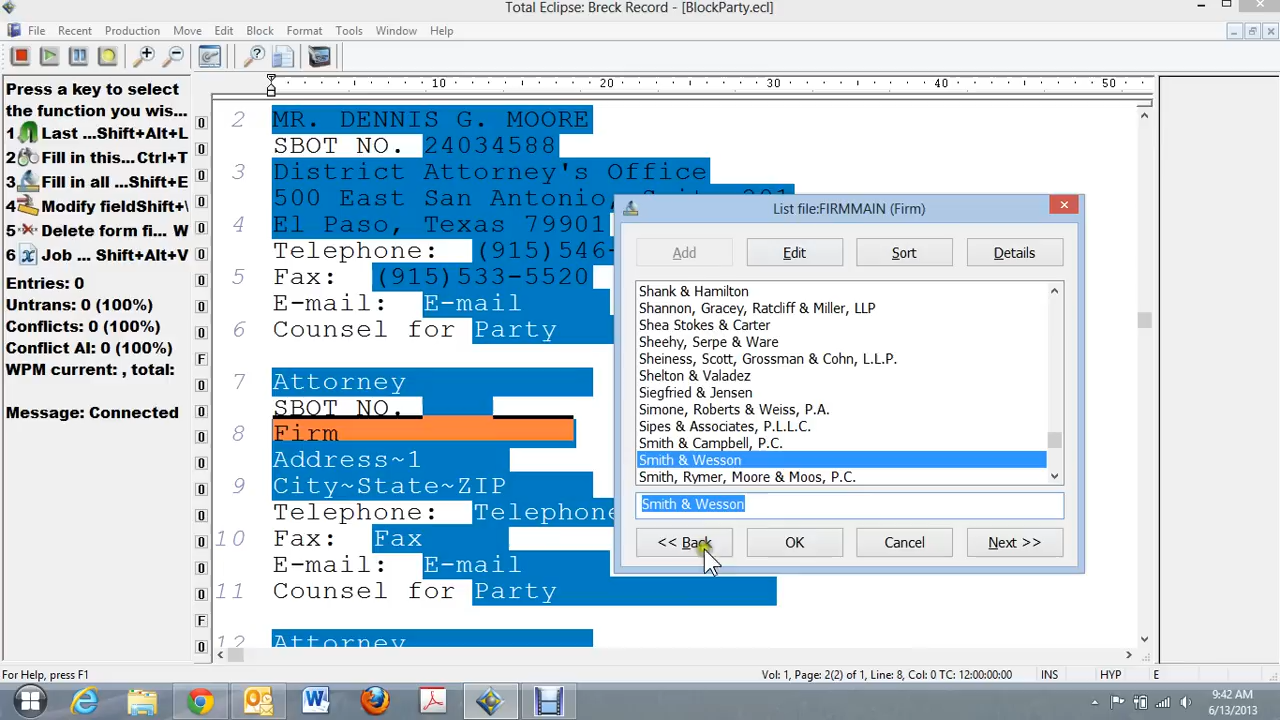 Total Eclipse: Breck Record - [BlockParty.ecl]
File Recent Production Move Edit Block Format Tools Window Help
Press a key to select
the function you wis...
1 Last ...Shift+Alt+L
2 Fill in this... Ctrl+T
3 Fill in all ...Shift+E
4 Modify fieldShift+\
5 Delete form fi... W
6 Job ... Shift+Alt+V
Entries: 0
Untrans: 0 (100%)
Conflicts: 0 (100%)
Conflict AI: 0 (100%)
WPM current: , total:
Message: Connected
10 20 30 40 50
O
O
O
O
O
O
O
O
O
F
O
O
O
O
O
O
O
O
F
O
2 MR. DENNIS G. MOORE
SBOT NO. 24034588
3 District Attorney's Office
500 East San Antonio, Suite 201
4 El Paso, Texas 79901
Telephone: (915)546-
5 Fax: (915)533-5520
E-mail: E-mail
6 Counsel for Party
7 Attorney
SBOT NO.
8 Firm
Address~1
9 City~State~ZIP
Telephone: Telephone
10 Fax: Fax
E-mail: E-mail
11 Counsel for Party
12 Attorney
List file:FIRMMAIN (Firm)
Add Edit Sort Details
Shank & Hamilton
Shannon, Gracey, Ratcliff & Miller, LLP
Shea Stokes & Carter
Sheehy, Serpe & Ware
Sheiness, Scott, Grossman & Cohn, L.L.P.
Shelton & Valadez
Siegfried & Jensen
Simone, Roberts & Weiss, P.A.
Sipes & Associates, P.L.L.C.
Smith & Campbell, P.C.
Smith & Wesson
Smith, Rymer, Moore & Moos, P.C.
Smith & Wesson
<< Back OK Cancel Next >>
For Help, press F1
Vol: 1, Page: 2(2) of 1, Line: 8, Col: 0 TC: 12:00:00:00 INS HYP E
9:42 AM
6/13/2013